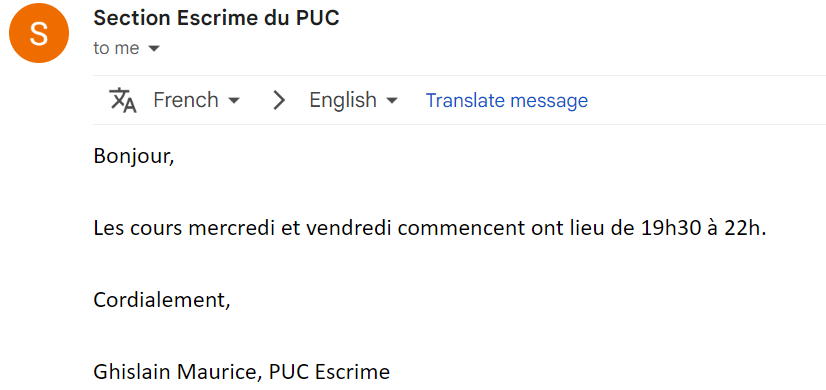 S
Section Escrime du PUC
to me
French > English Translate message
Bonjour,
Les cours mercredi et vendredi commencent ont lieu de 19h30 à 22h.
Cordialement,
Ghislain Maurice, PUC Escrime